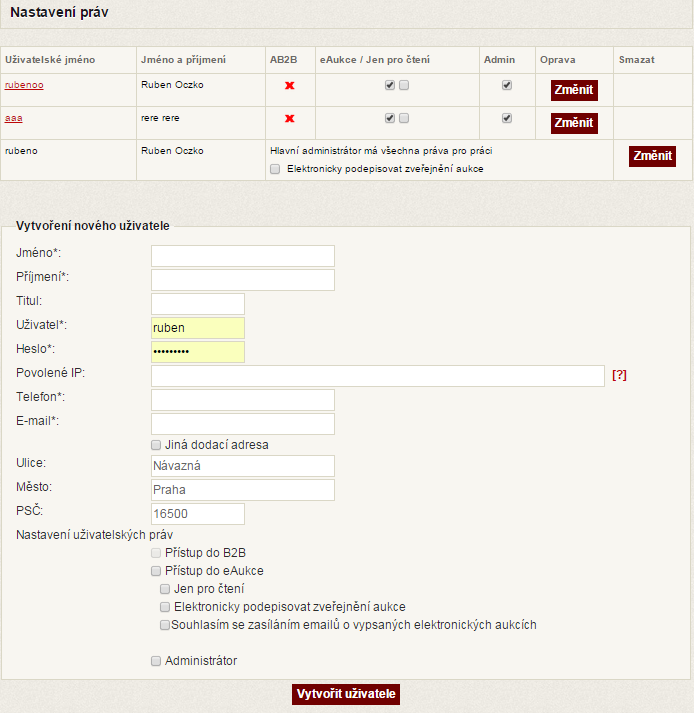 Nastavení práv
Uživatelské jméno Jméno a příjmení AB2B eAukce / Jen pro čtení Admin Oprava Smazat
rubenoo Ruben Oczko Změnit
aaa rere rere Změnit
rubeno Ruben Oczko Hlavní administrátor má všechna práva pro práci Změnit
Elektronicky podepisovat zveřejnění aukce
Vytvoření nového uživatele
Jméno*:
Příjmení*:
Titul:
Uživatel*: ruben
Heslo*: •••••••••
Povolené IP: [?]
Telefon*:
E-mail*:
Jiná dodací adresa
Ulice: Návazná
Město: Praha
PSČ: 16500
Nastavení uživatelských práv
Přístup do B2B
Přístup do eAukce
Jen pro čtení
Elektronicky podepisovat zveřejnění aukce
Souhlasím se zasíláním emailů o vypsaných elektronických aukcích
Administrátor
Vytvořit uživatele